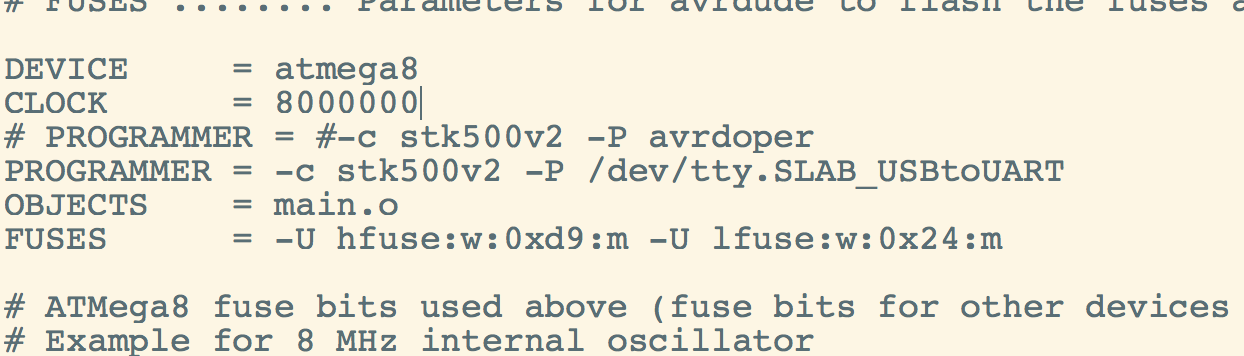 # FUSES ........ Parameters for avrdude to flash the fuses a
DEVICE     = atmega8
CLOCK      = 8000000
# PROGRAMMER = #-c stk500v2 -P avrdoper
PROGRAMMER = -c stk500v2 -P /dev/tty.SLAB_USBtoUART
OBJECTS    = main.o
FUSES      = -U hfuse:w:0xd9:m -U lfuse:w:0x24:m
# ATMega8 fuse bits used above (fuse bits for other devices
# Example for 8 MHz internal oscillator